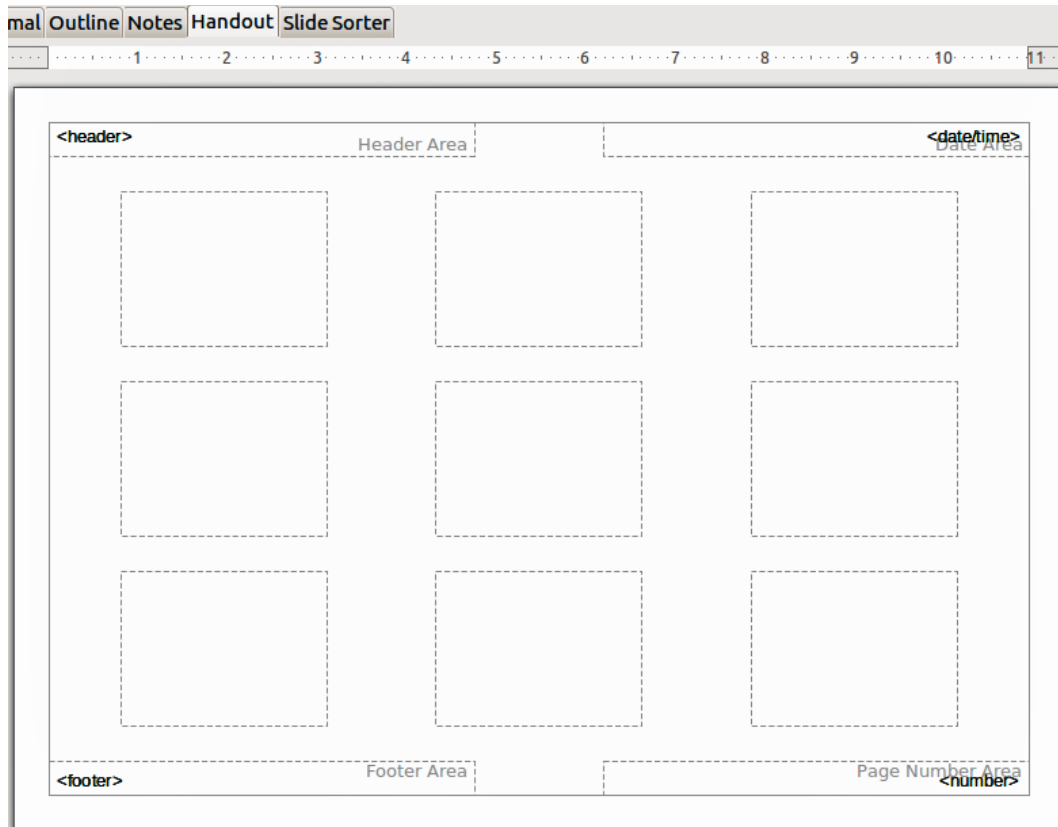 mal Outline Notes Handout Slide Sorter
1 2 3 4 5 6 7 8 9 10 11
<header> Header Area <date/time> Date Area
<footer> Footer Area Page Number Area <number>